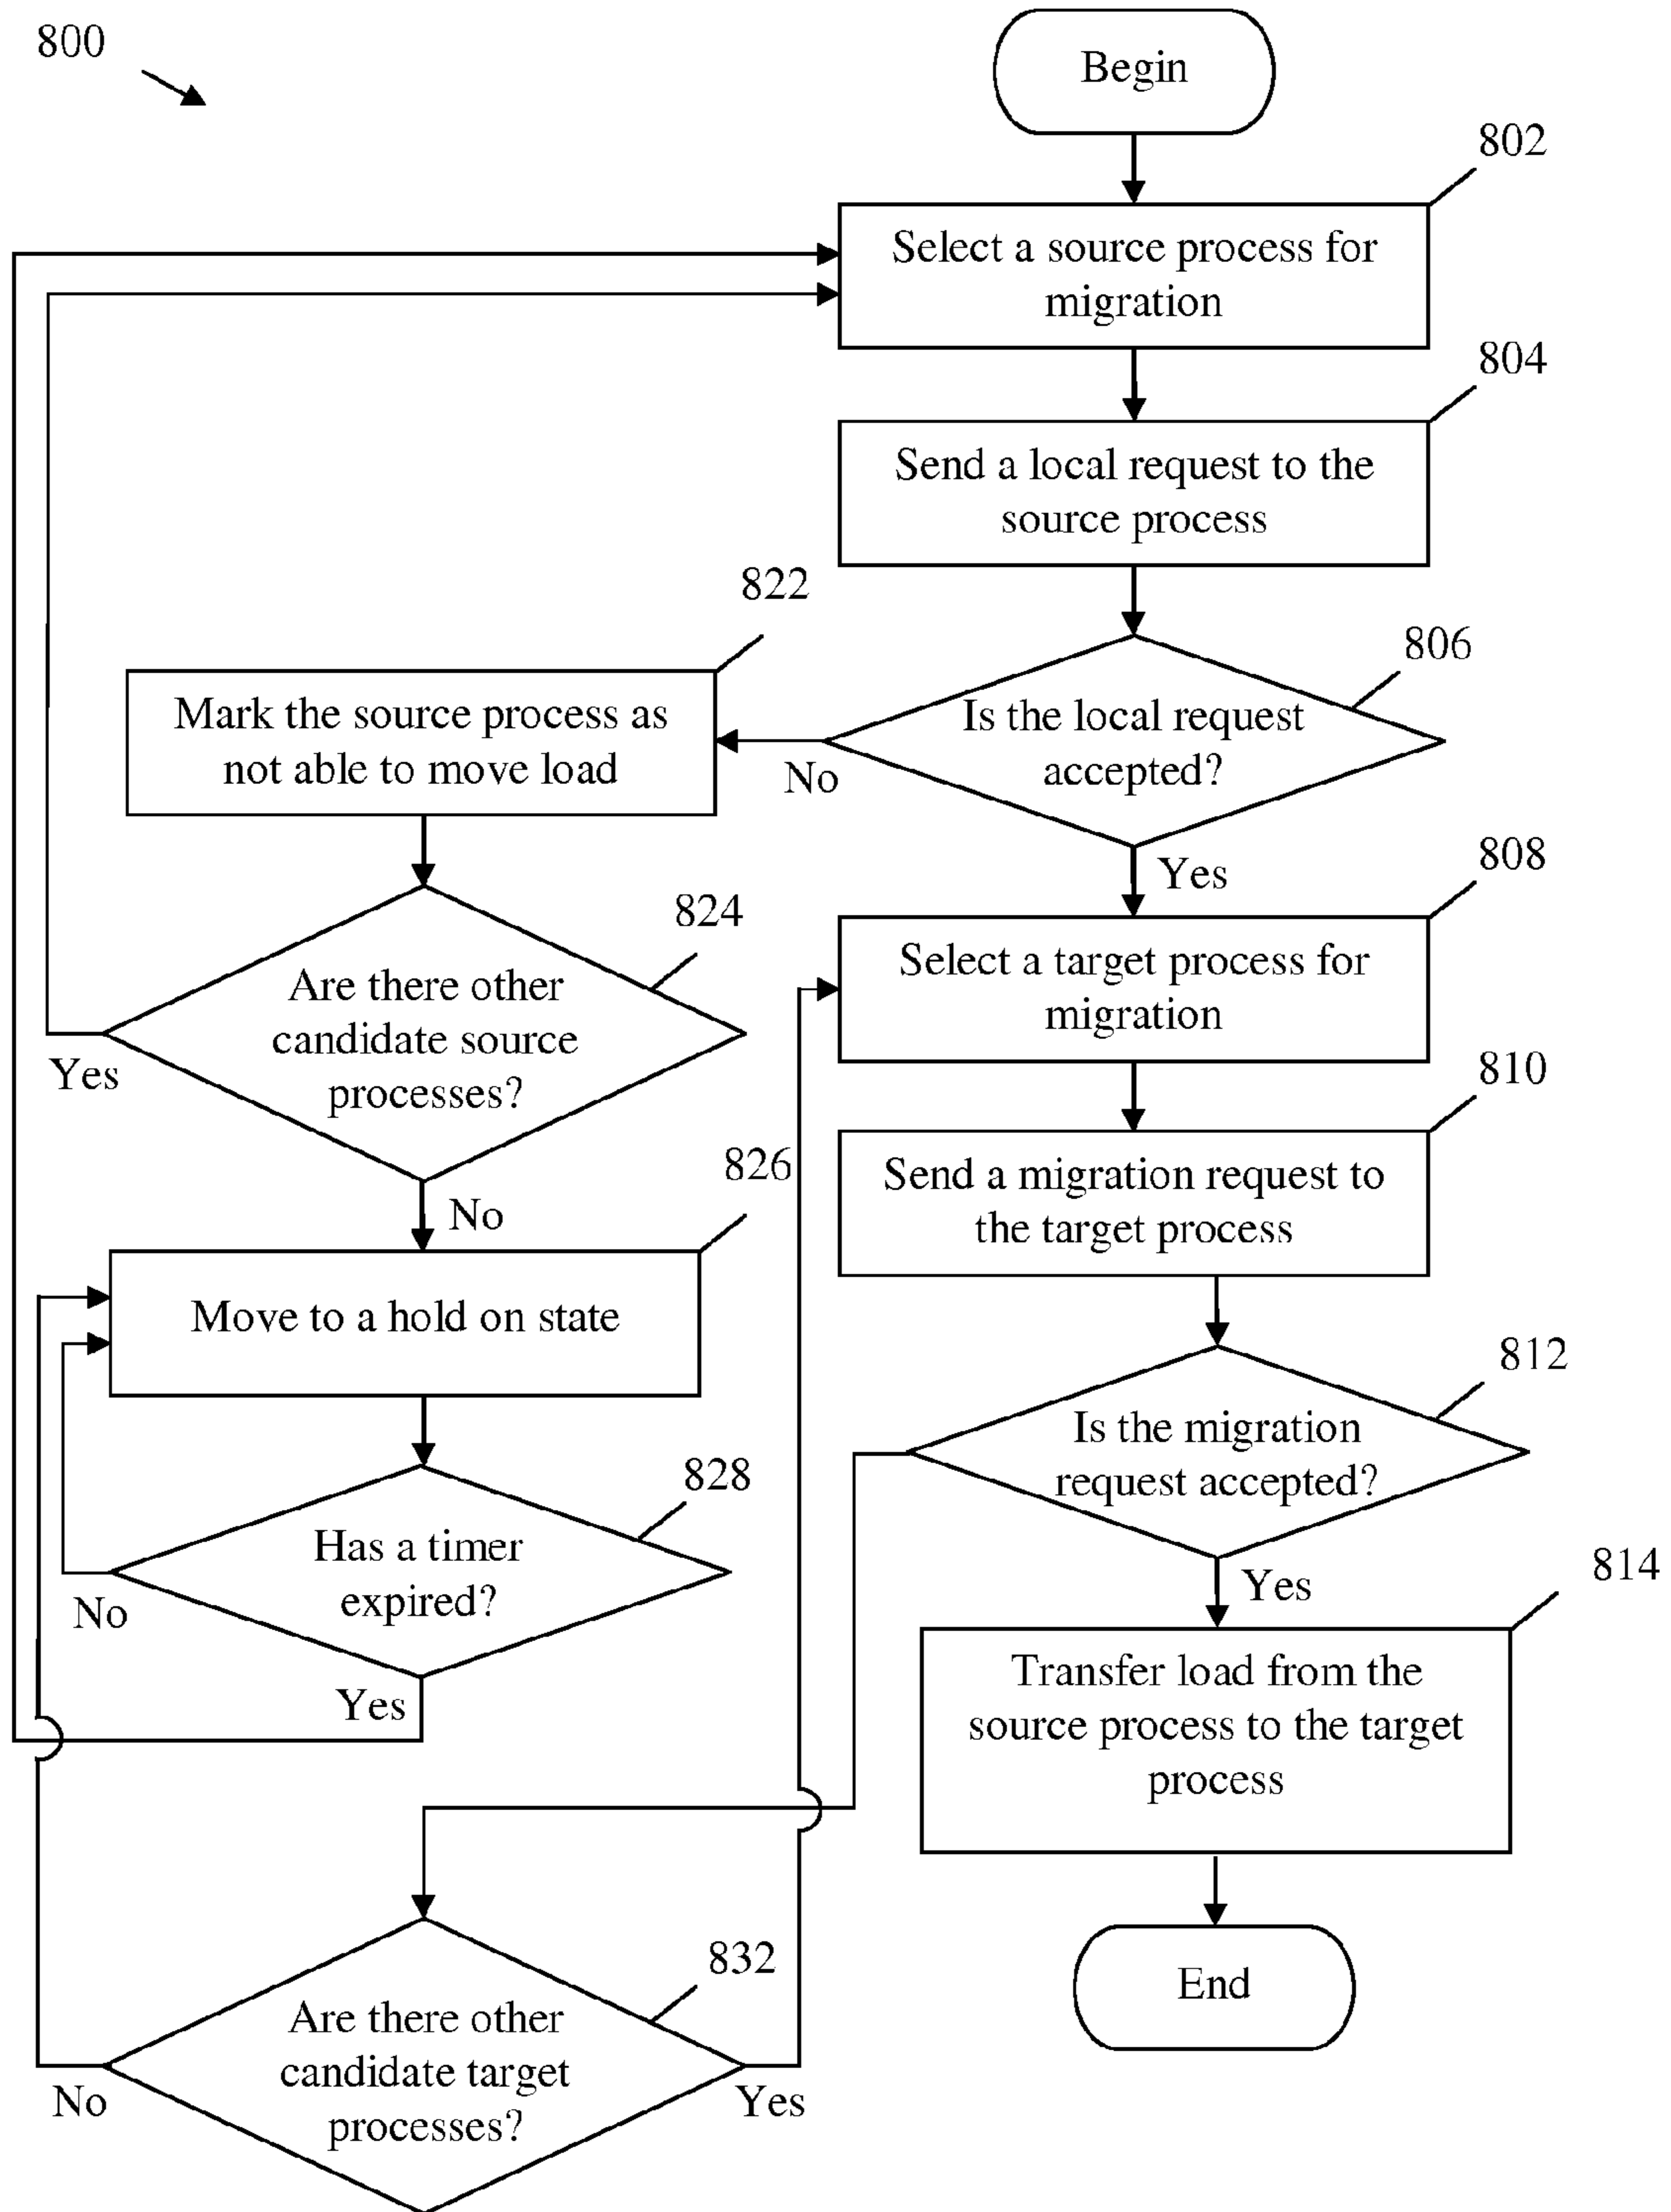 800
Begin
802
Select a source process for
migration
804
Send a local request to the
source process
806
Is the local request
accepted?
No
Yes
822
Mark the source process as
not able to move load
824
Are there other
candidate source
processes?
Yes
No
808
Select a target process for
migration
810
Send a migration request to
the target process
826
Move to a hold on state
828
Has a timer
expired?
No
Yes
812
Is the migration
request accepted?
Yes
814
Transfer load from the
source process to the target
process
832
Are there other
candidate target
processes?
No
Yes
End